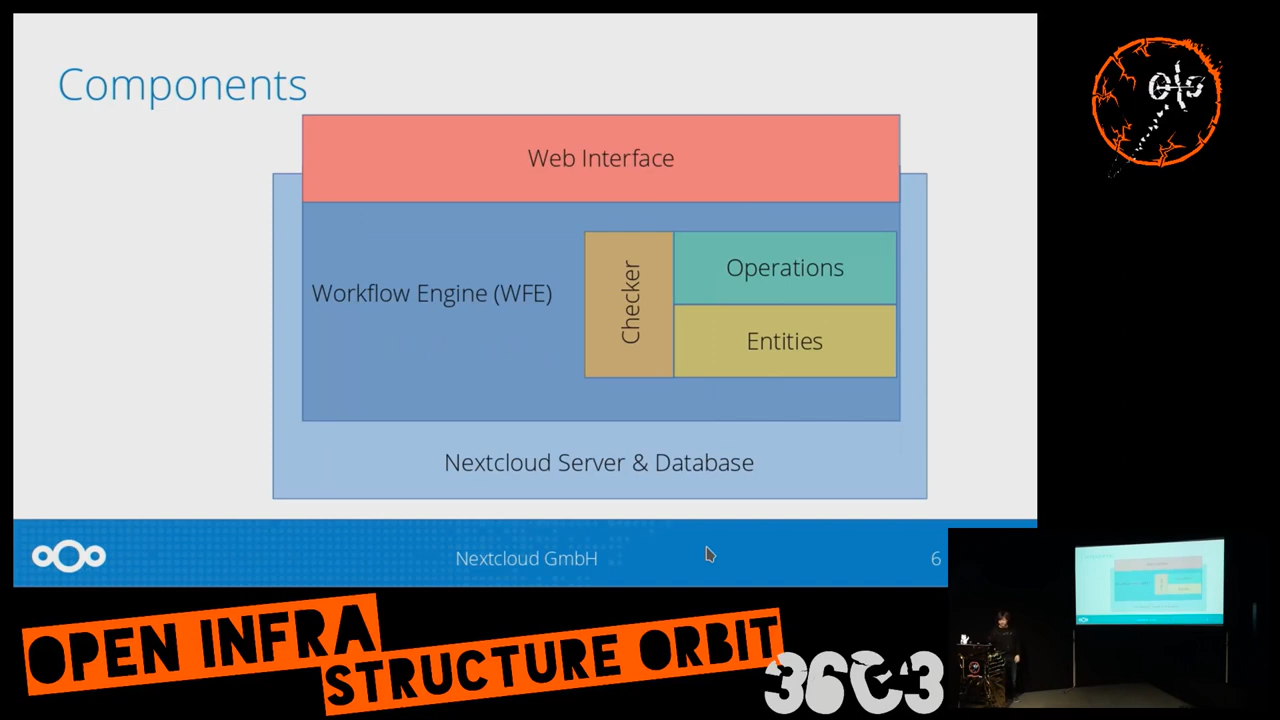 Components
Web Interface
Workflow Engine (WFE)
Checker
Operations
Entities
Nextcloud Server & Database
Nextcloud GmbH
6
OPEN INFRA
STRUCTURE ORBIT
36C3